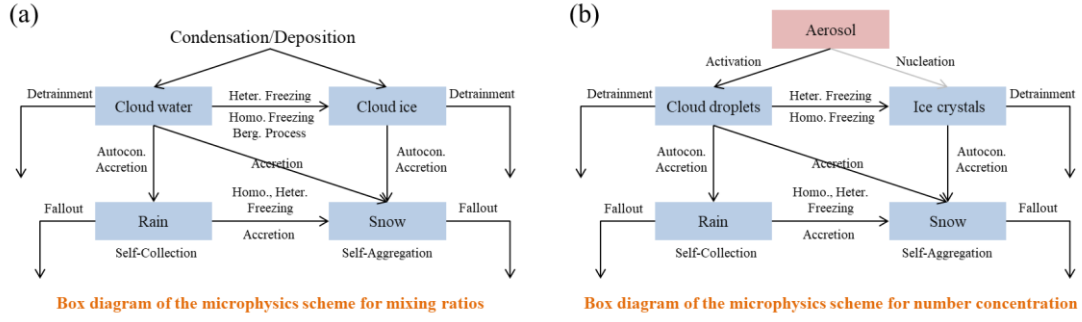 (a)
Condensation/Deposition
Detrainment
Cloud water
Heter. Freezing
Homo. Freezing
Berg. Process
Cloud ice
Detrainment
Autocon.
Accretion
Accretion
Autocon.
Accretion
Fallout
Rain
Homo., Heter.
Freezing
Accretion
Snow
Fallout
Self-Collection
Self-Aggregation
Box diagram of the microphysics scheme for mixing ratios
(b)
Aerosol
Activation
Nucleation
Detrainment
Cloud droplets
Heter. Freezing
Homo. Freezing
Ice crystals
Detrainment
Autocon.
Accretion
Accretion
Autocon.
Accretion
Fallout
Rain
Homo., Heter.
Freezing
Accretion
Snow
Fallout
Self-Collection
Self-Aggregation
Box diagram of the microphysics scheme for number concentration